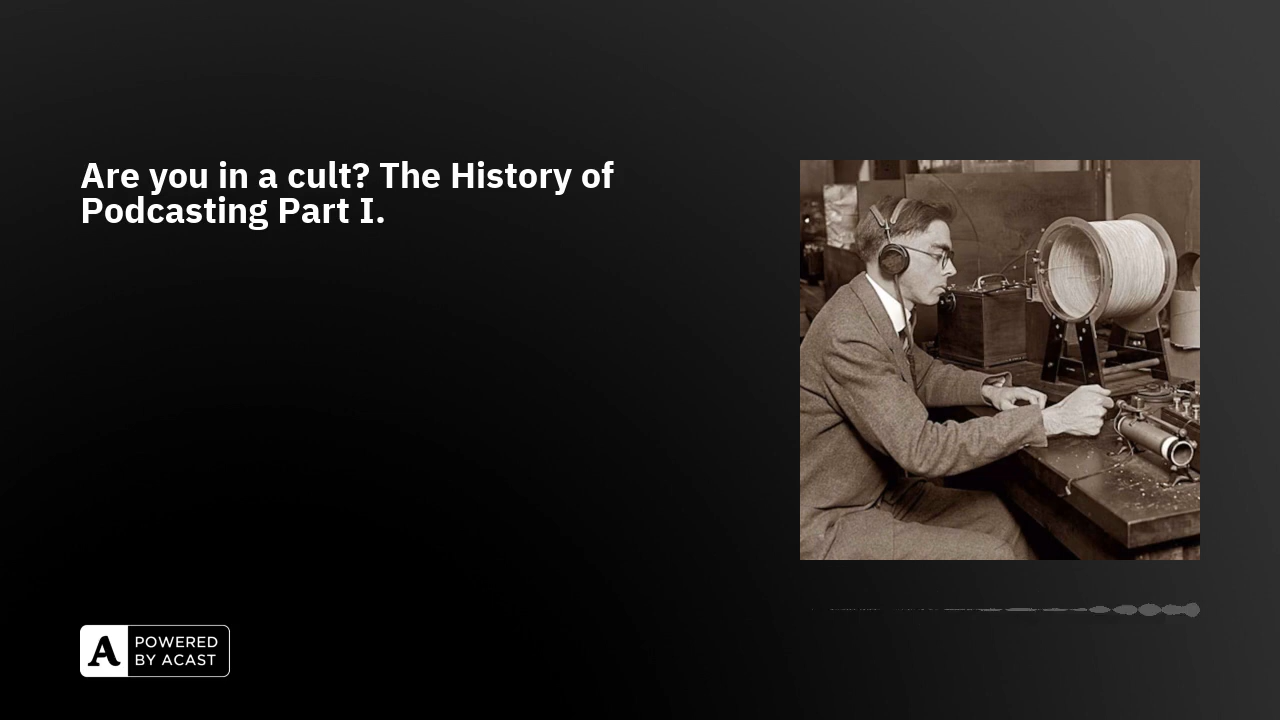 Are you in a cult? The History of
Podcasting Part I.
A POWERED
BY ACAST